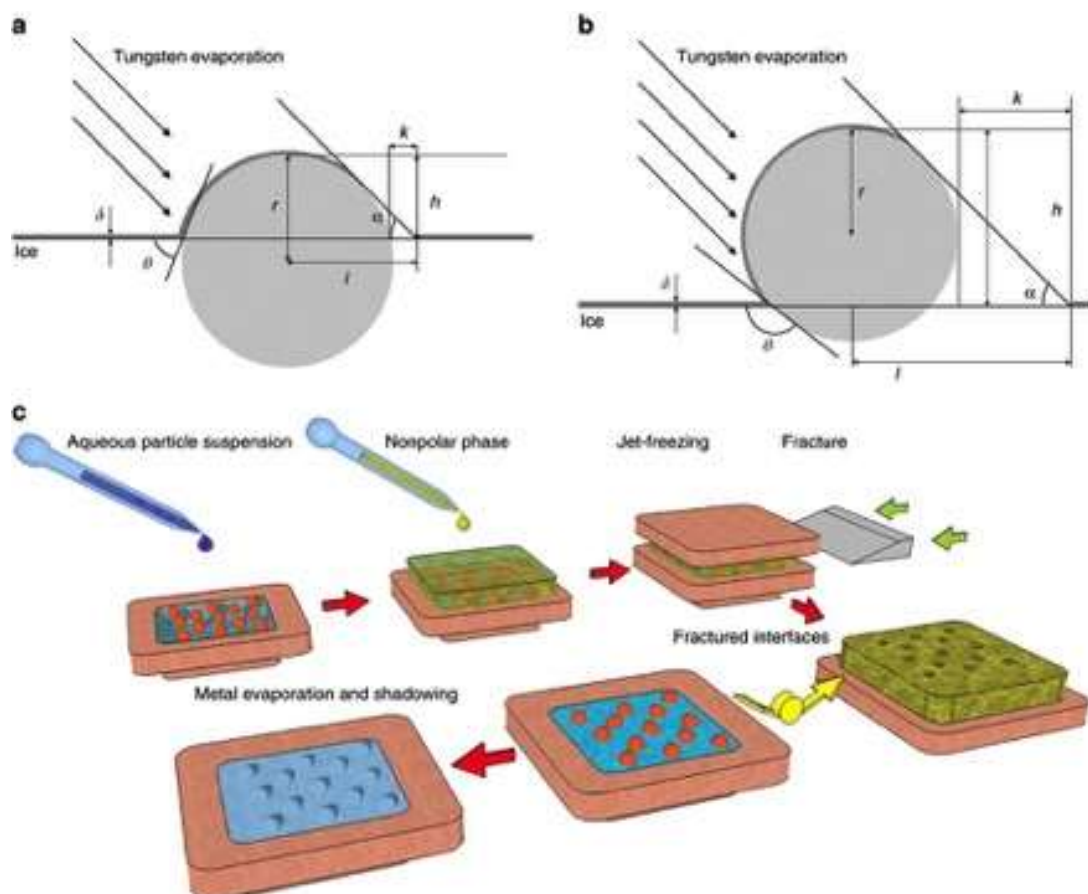 a
Tungsten evaporation
k
r
h
α
δ
Ice
θ
l
b
Tungsten evaporation
k
r
h
δ
α
Ice
θ
l
c
Aqueous particle suspension
Nonpolar phase
Jet-freezing
Fracture
Fractured interfaces
Metal evaporation and shadowing